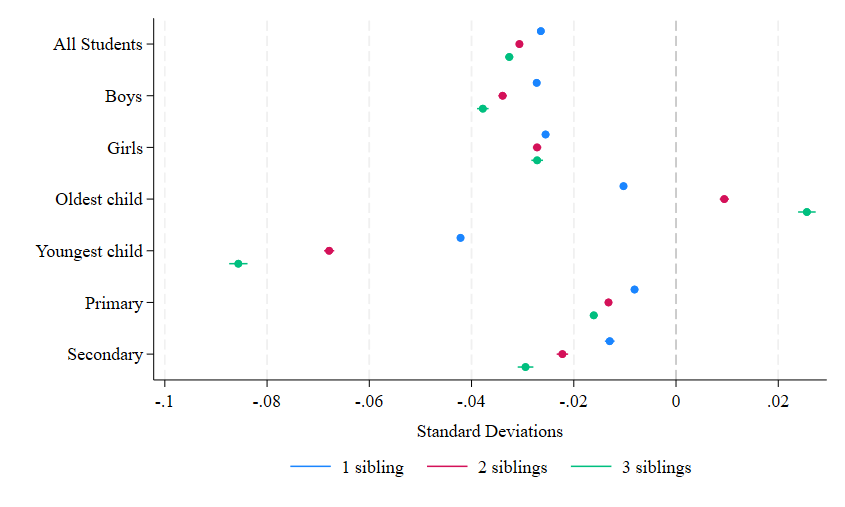 All Students
Boys
Girls
Oldest child
Youngest child
Primary
Secondary
-.1 -.08 -.06 -.04 -.02 0 .02
Standard Deviations
1 sibling 2 siblings 3 siblings